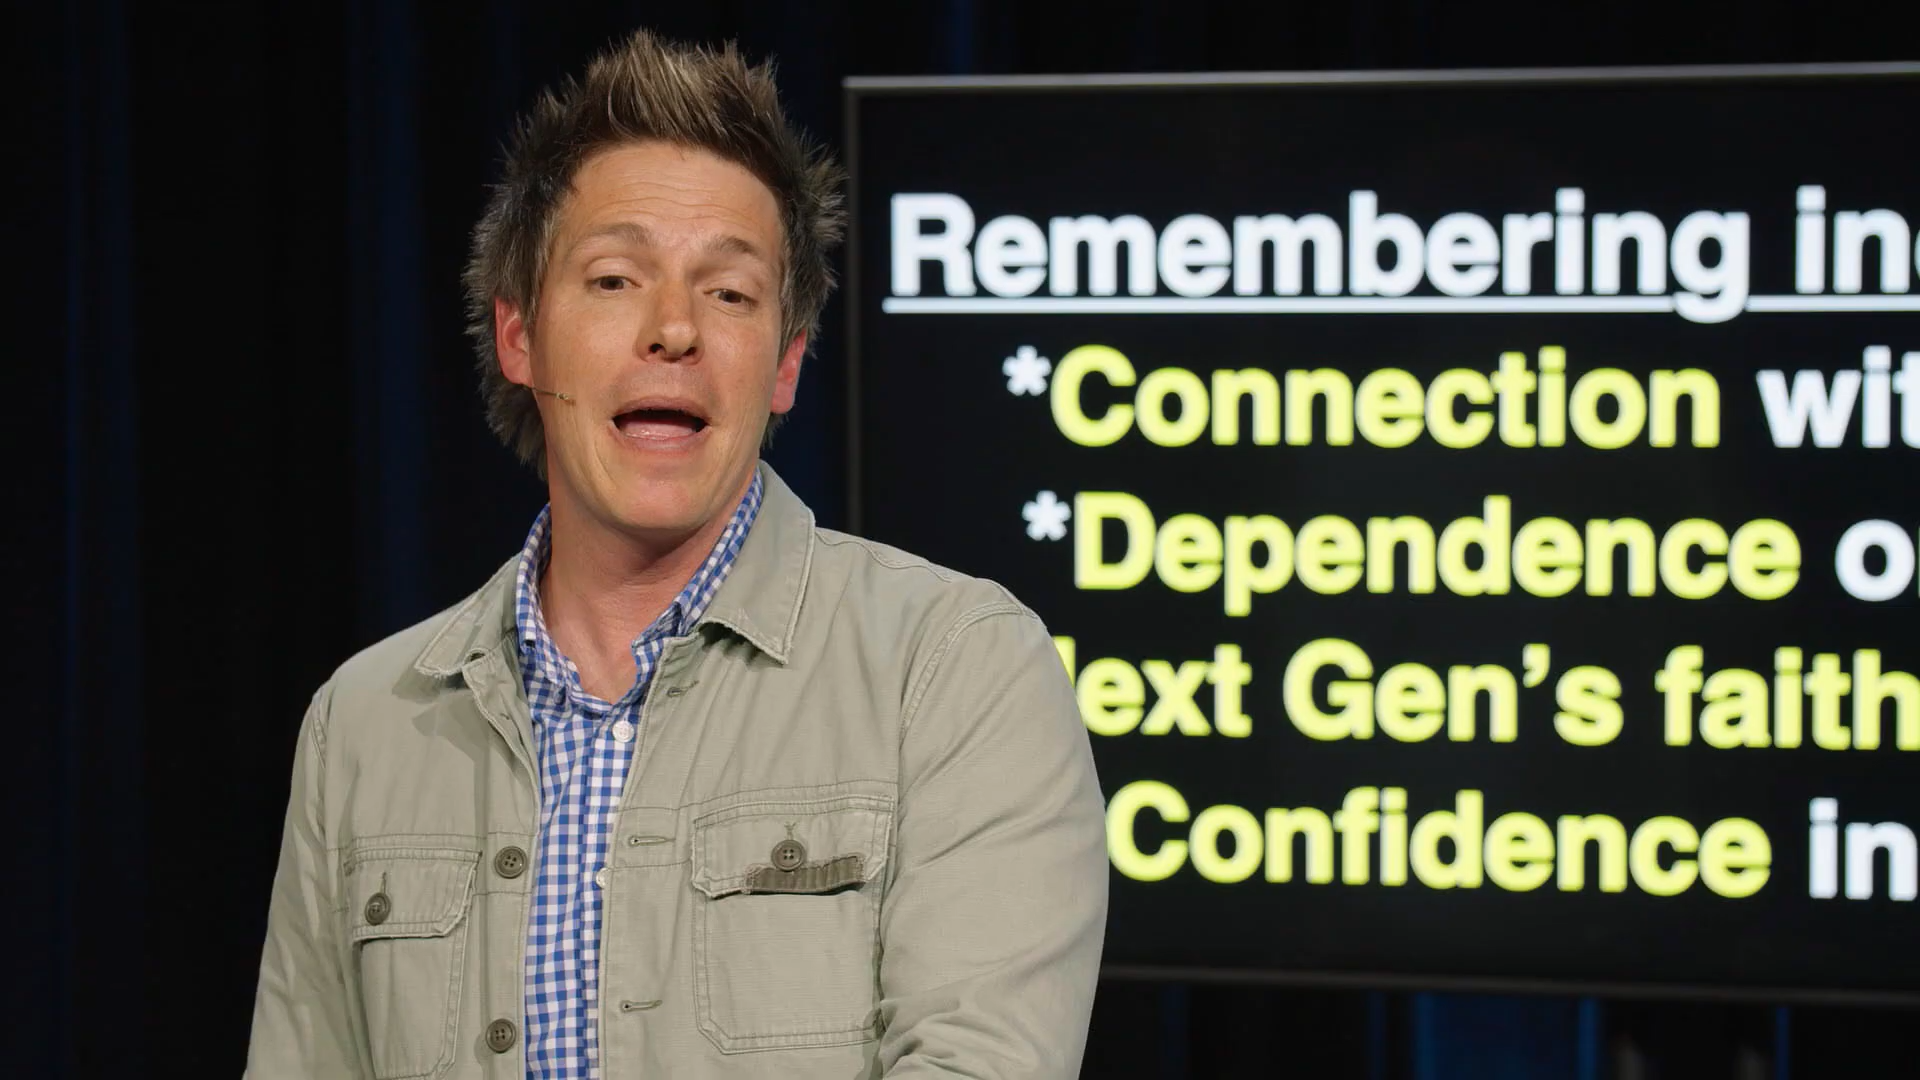 Remembering in
*Connection wit
*Dependence o
ext Gen's faith
Confidence in